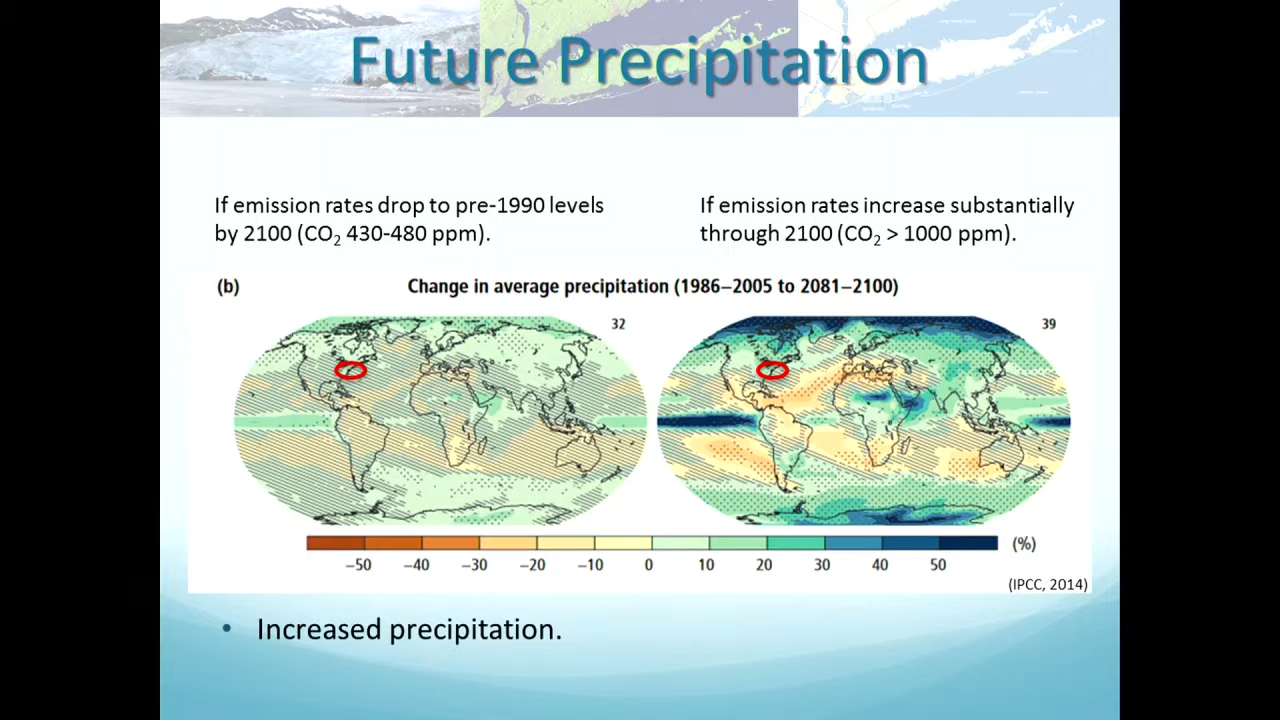 Future Precipitation
If emission rates drop to pre-1990 levels
by 2100 (CO₂ 430-480 ppm).
If emission rates increase substantially
through 2100 (CO₂ > 1000 ppm).
(b)
Change in average precipitation (1986–2005 to 2081–2100)
32
39
−50 −40 −30 −20 −10 0 10 20 30 40 50
(%)
(IPCC, 2014)
• Increased precipitation.